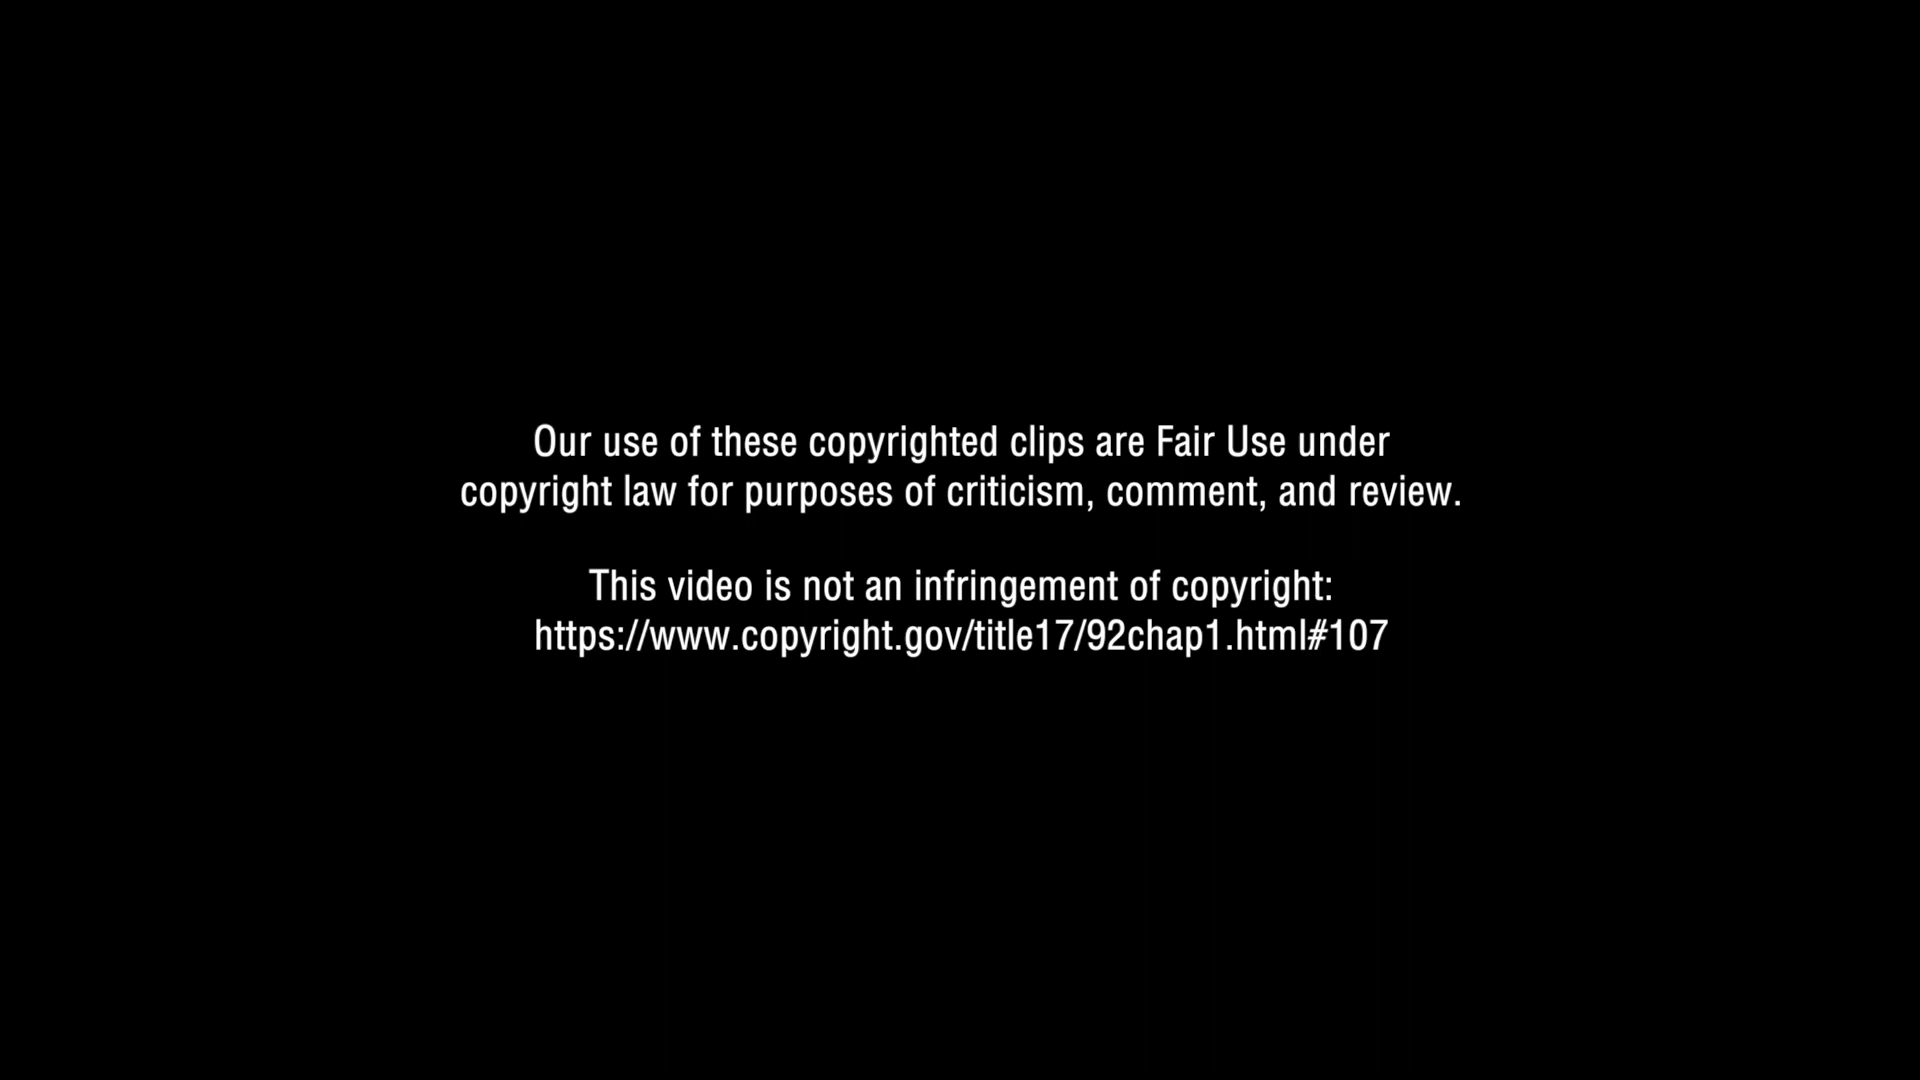 Our use of these copyrighted clips are Fair Use under
copyright law for purposes of criticism, comment, and review.
This video is not an infringement of copyright:
https://www.copyright.gov/title17/92chap1.html#107